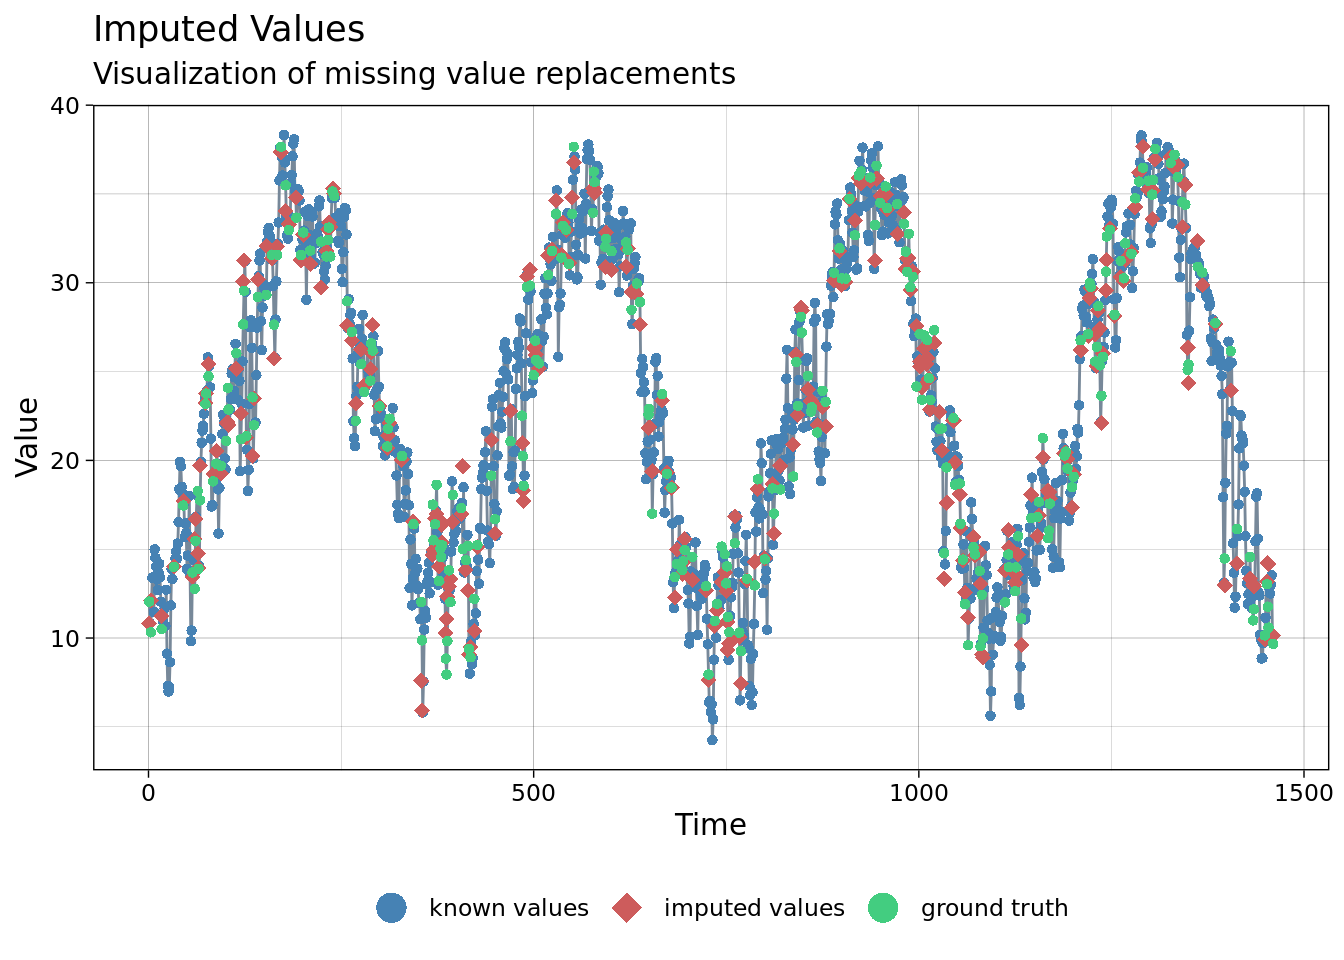 Imputed Values
Visualization of missing value replacements
40
30
20
10
Value
0 500 1000 1500
Time
known values imputed values ground truth